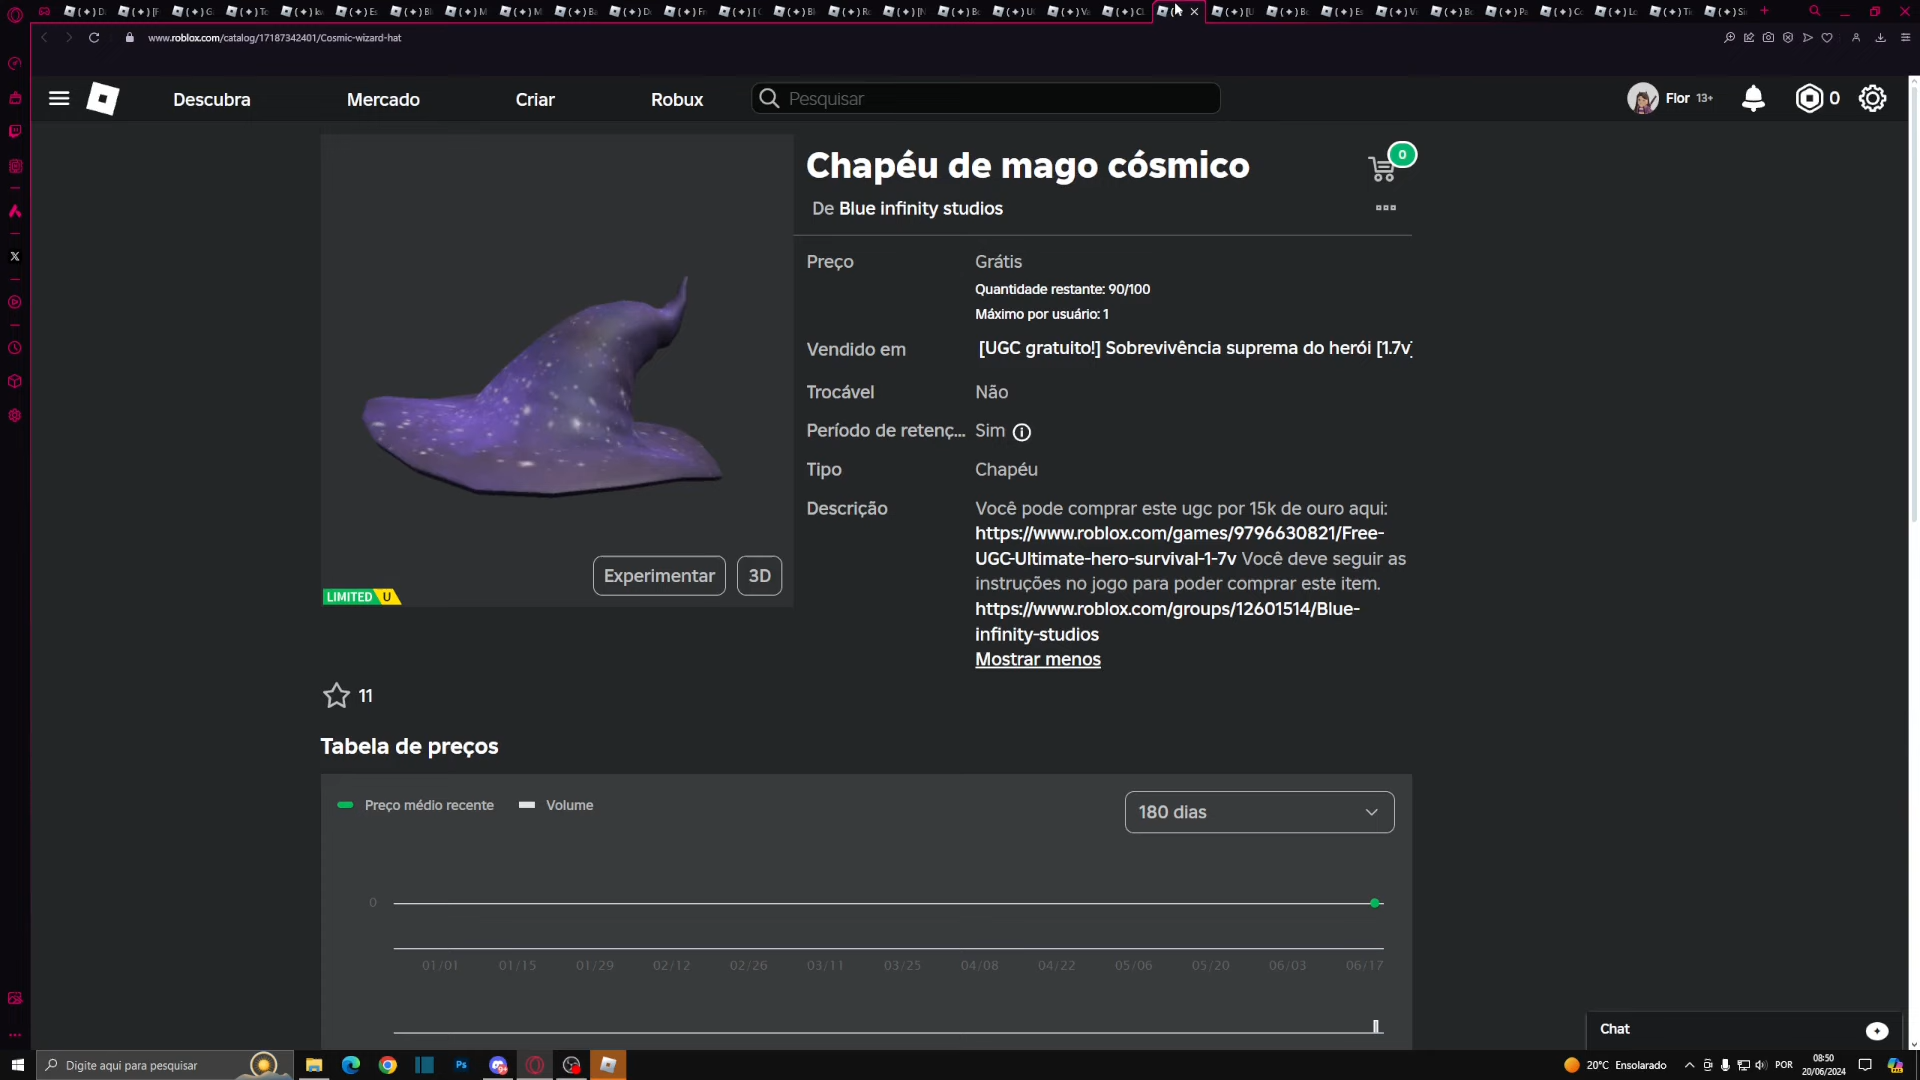 www.roblox.com/catalog/17187342401/Cosmic-wizard-hat
Descubra
Mercado
Criar
Robux
Pesquisar
Flor 13+
0
Chapéu de mago cósmico
0
De Blue infinity studios
Preço
Grátis
Quantidade restante: 90/100
Máximo por usuário: 1
Vendido em
[UGC gratuito!] Sobrevivência suprema do herói [1.7v]
Trocável
Não
Período de retenç...
Sim
Tipo
Chapéu
Descrição
Você pode comprar este ugc por 15k de ouro aqui:
https://www.roblox.com/games/9796630821/Free-
UGC-Ultimate-hero-survival-1-7v Você deve seguir as
instruções no jogo para poder comprar este item.
https://www.roblox.com/groups/12601514/Blue-
infinity-studios
Mostrar menos
Experimentar
3D
LIMITED U
11
Tabela de preços
Preço médio recente
Volume
180 dias
0
01/01 01/15 01/29 02/12 02/26 03/11 03/25 04/08 04/22 05/06 05/20 06/03 06/17
Chat
Digite aqui para pesquisar
Ps
20°C Ensolarado
POR
08:50
20/06/2024